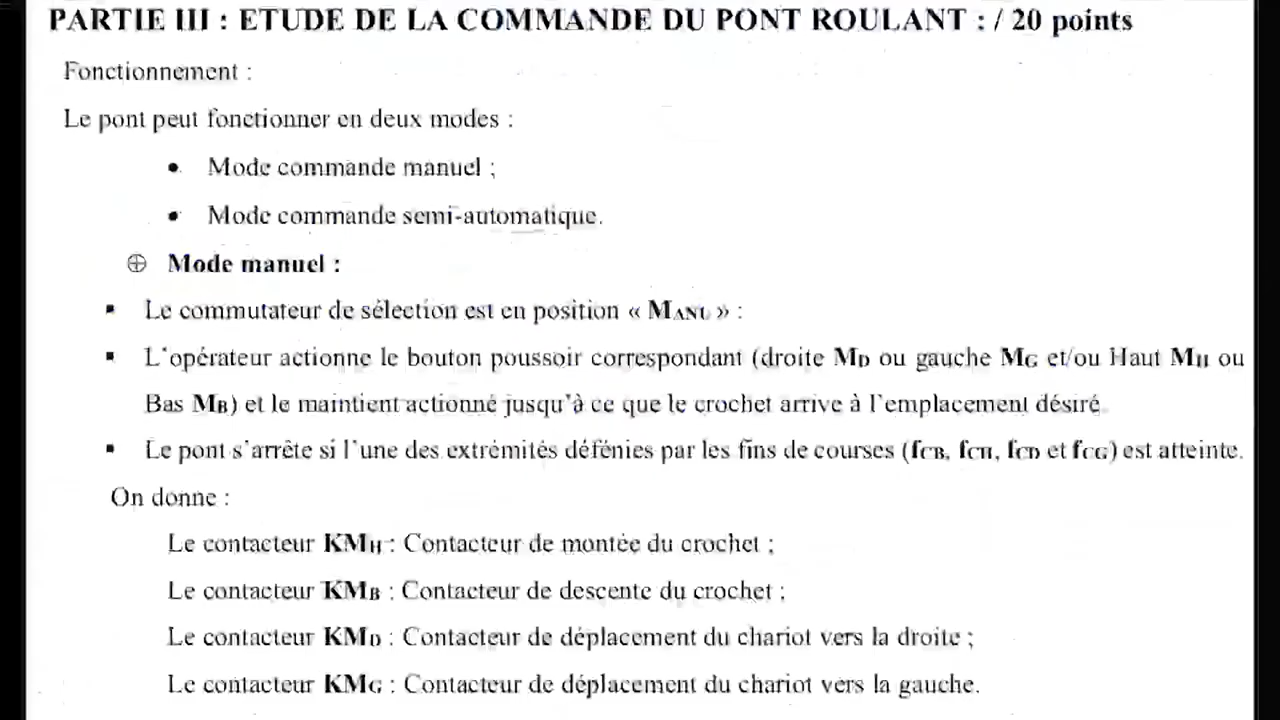 PARTIE III : ETUDE DE LA COMMANDE DU PONT ROULANT : / 20 points
Fonctionnement :
Le pont peut fonctionner en deux modes :
• Mode commande manuel ;
• Mode commande semi-automatique.
⊕ Mode manuel :
▪ Le commutateur de sélection est en position « MANU » :
▪ L'opérateur actionne le bouton poussoir correspondant (droite MD ou gauche MG et/ou Haut MH ou
Bas MB) et le maintient actionné jusqu'à ce que le crochet arrive à l'emplacement désiré.
▪ Le pont s'arrête si l'une des extrémités défénies par les fins de courses (fCB, fCH, fCD et fCG) est atteinte.
On donne :
Le contacteur KMH : Contacteur de montée du crochet ;
Le contacteur KMB : Contacteur de descente du crochet ;
Le contacteur KMD : Contacteur de déplacement du chariot vers la droite ;
Le contacteur KMG : Contacteur de déplacement du chariot vers la gauche.